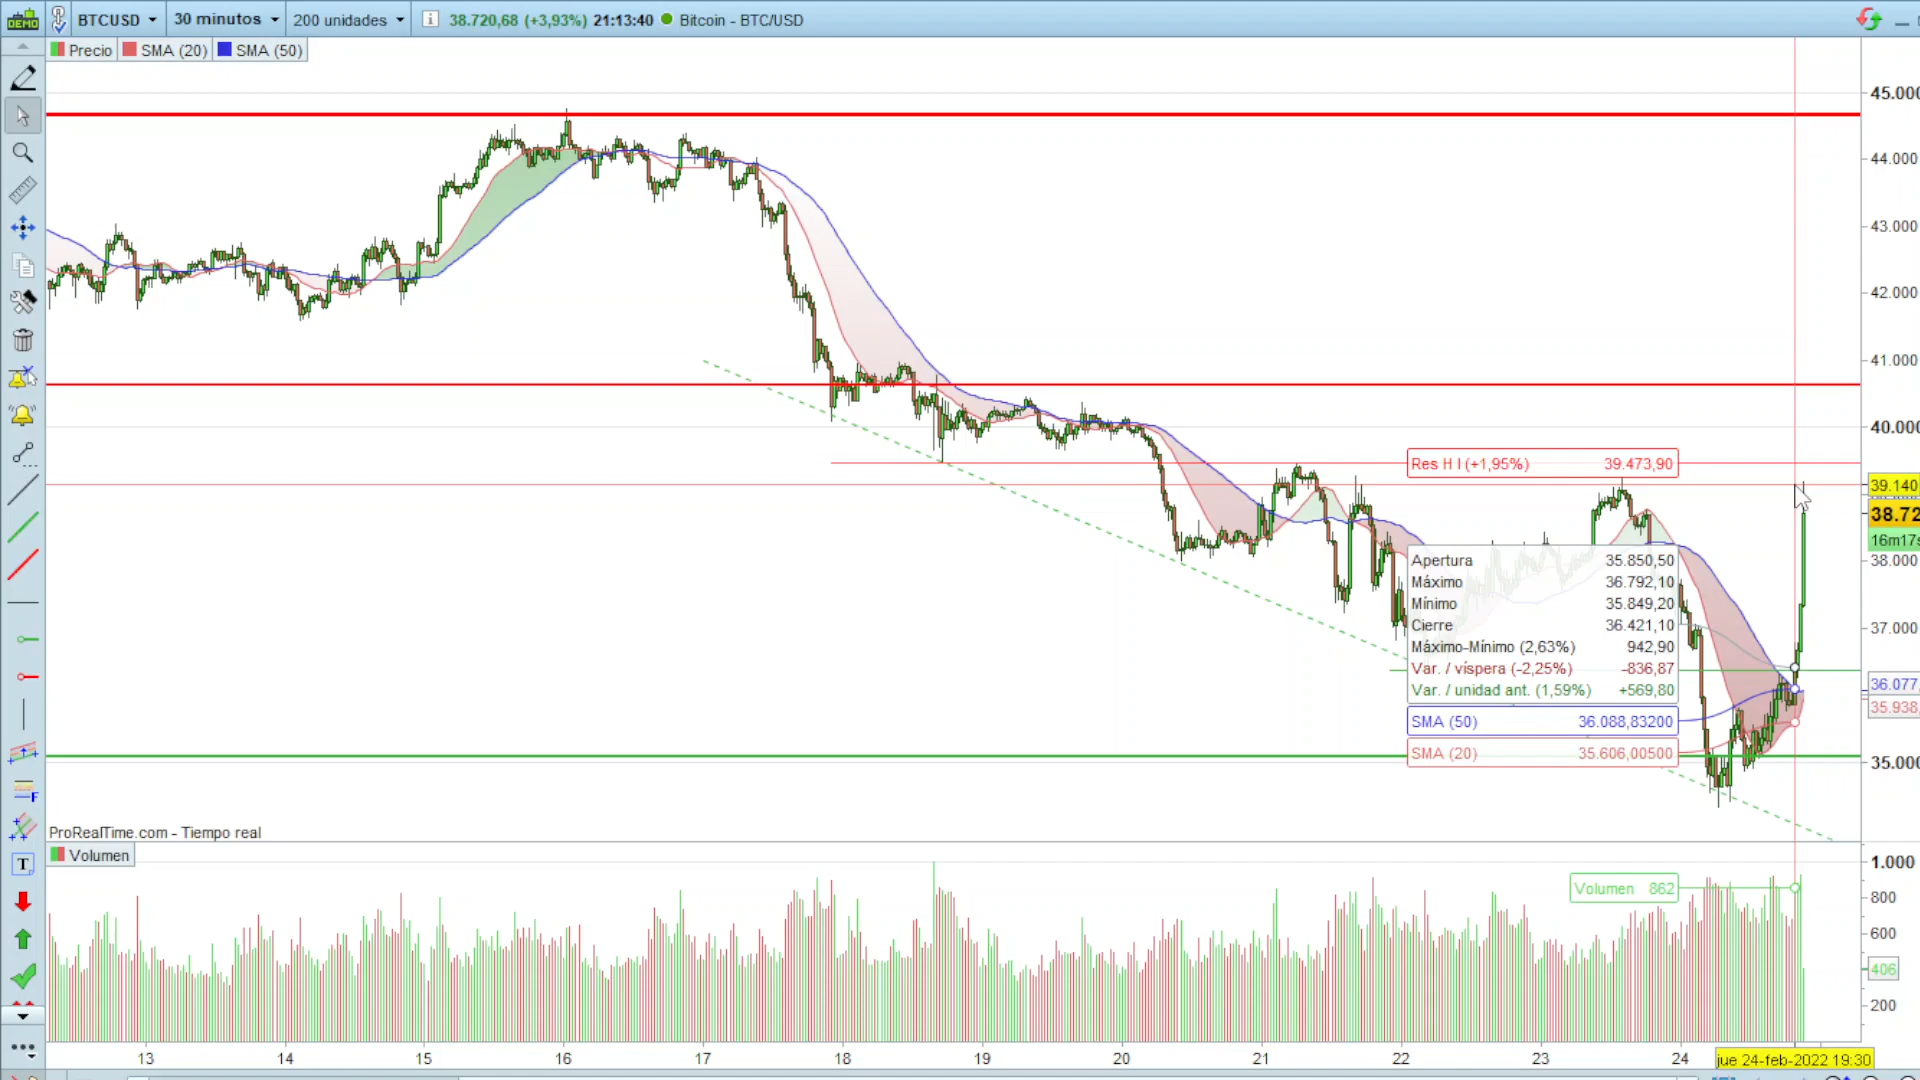 DEMO BTCUSD 30 minutos 200 unidades i 38.720,68 (+3,93%) 21:13:40 Bitcoin - BTC/USD
Precio SMA (20) SMA (50)
45.000
44.000
43.000
42.000
41.000
40.000
Res H I (+1,95%) 39.473,90
39.140
38.72
16m17s
38.000
Apertura 35.850,50
Máximo 36.792,10
Mínimo 35.849,20
Cierre 36.421,10
Máximo-Mínimo (2,63%) 942,90
Var. / víspera (-2,25%) -836,87
Var. / unidad ant. (1,59%) +569,80
37.000
36.077,
35.938,
SMA (50) 36.088,83200
SMA (20) 35.606,00500
35.000
ProRealTime.com - Tiempo real
Volumen
1.000
Volumen 862
800
600
406
200
F
T
13 14 15 16 17 18 19 20 21 22 23 24 jue 24-feb-2022 19:30